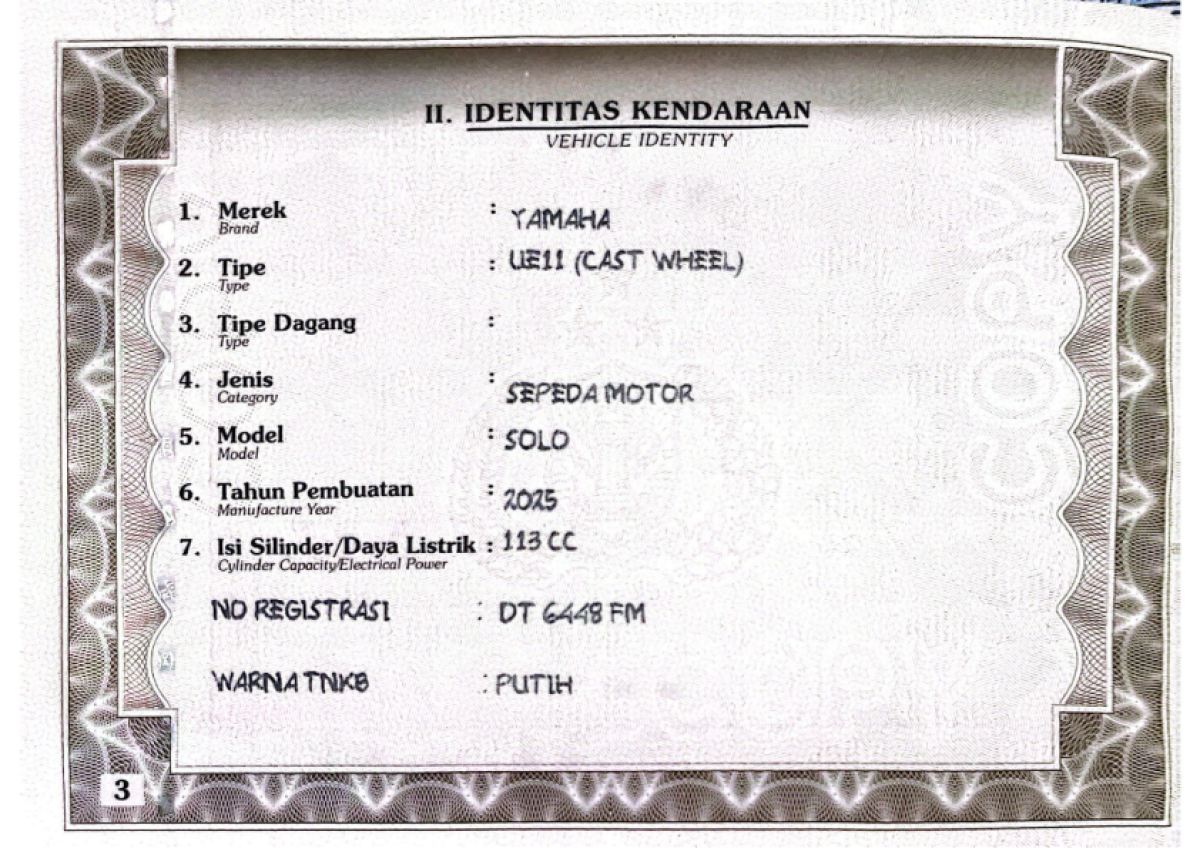 II. IDENTITAS KENDARAAN
VEHICLE IDENTITY
1. Merek : YAMAHA
Brand
2. Tipe : UE11 (CAST WHEEL)
Type
3. Tipe Dagang :
Type
4. Jenis : SEPEDA MOTOR
Category
5. Model : SOLO
Model
6. Tahun Pembuatan : 2025
Manufacture Year
7. Isi Silinder/Daya Listrik : 113 CC
Cylinder Capacity/Electrical Power
NO REGISTRASI : DT 6448 FM
WARNA TNKB : PUTIH
3
COPY